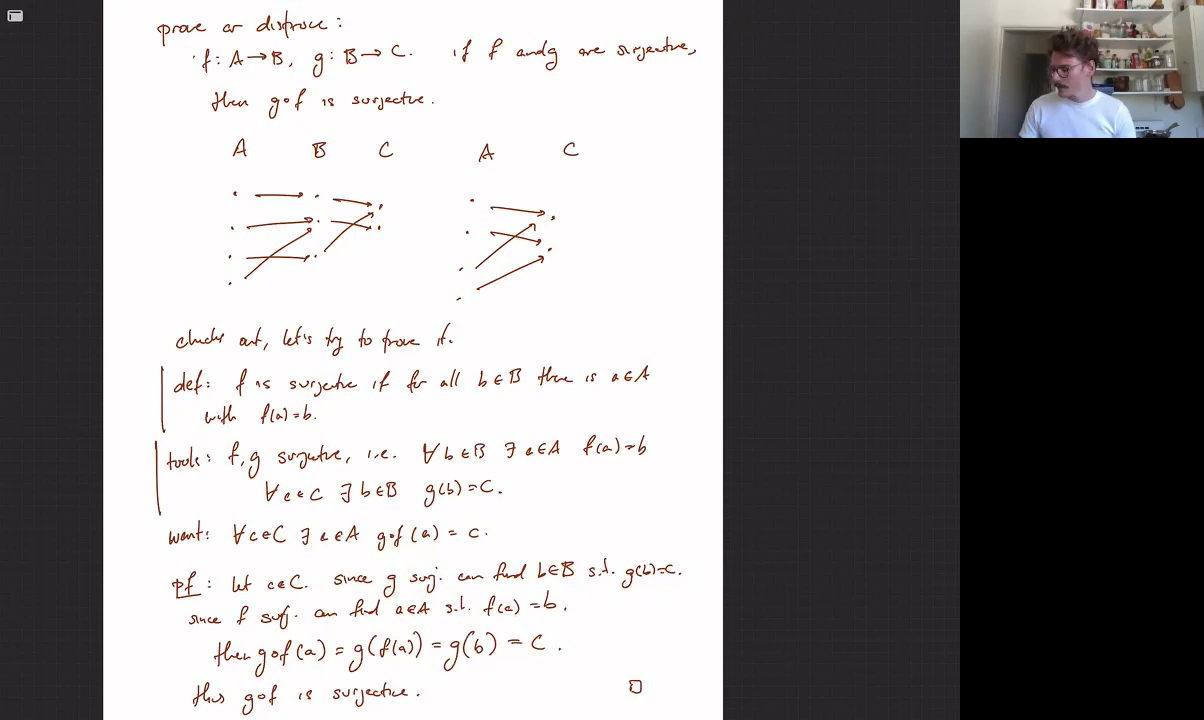 prove or disprove:
f: A→B, g: B→C. if f and g are surjective,
then g∘f is surjective.
A B C A C
checks out, let's try to prove it.
def: f is surjective if for all b∈B there is a∈A
with f(a)=b.
tools: f,g surjective, i.e. ∀b∈B ∃a∈A f(a)=b
∀c∈C ∃b∈B g(b)=c.
want: ∀c∈C ∃a∈A g∘f(a)=c.
pf: let c∈C. since g surj. can find b∈B s.t. g(b)=c.
since f surj. can find a∈A s.t. f(a)=b.
then g∘f(a)=g(f(a))=g(b)=c.
thus g∘f is surjective. □